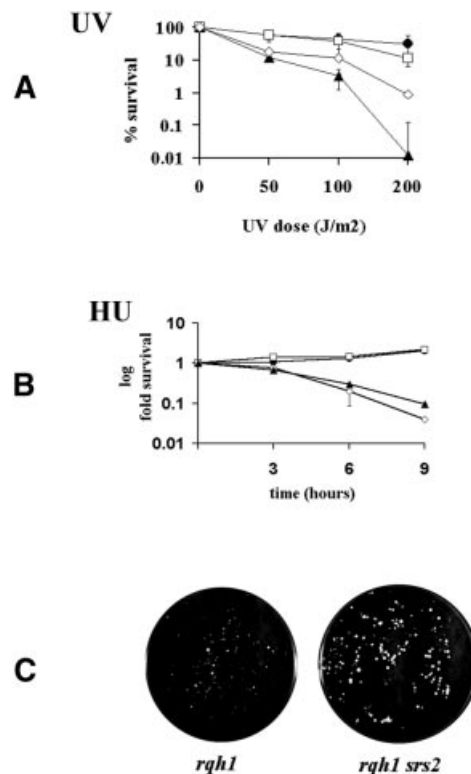 UV
A
% survival
100
10
1
0.1
0.01
0 50 100 200
UV dose (J/m2)
HU
B
log
fold survival
10
1
0.1
0.01
3 6 9
time (hours)
C
rqh1 rqh1 srs2